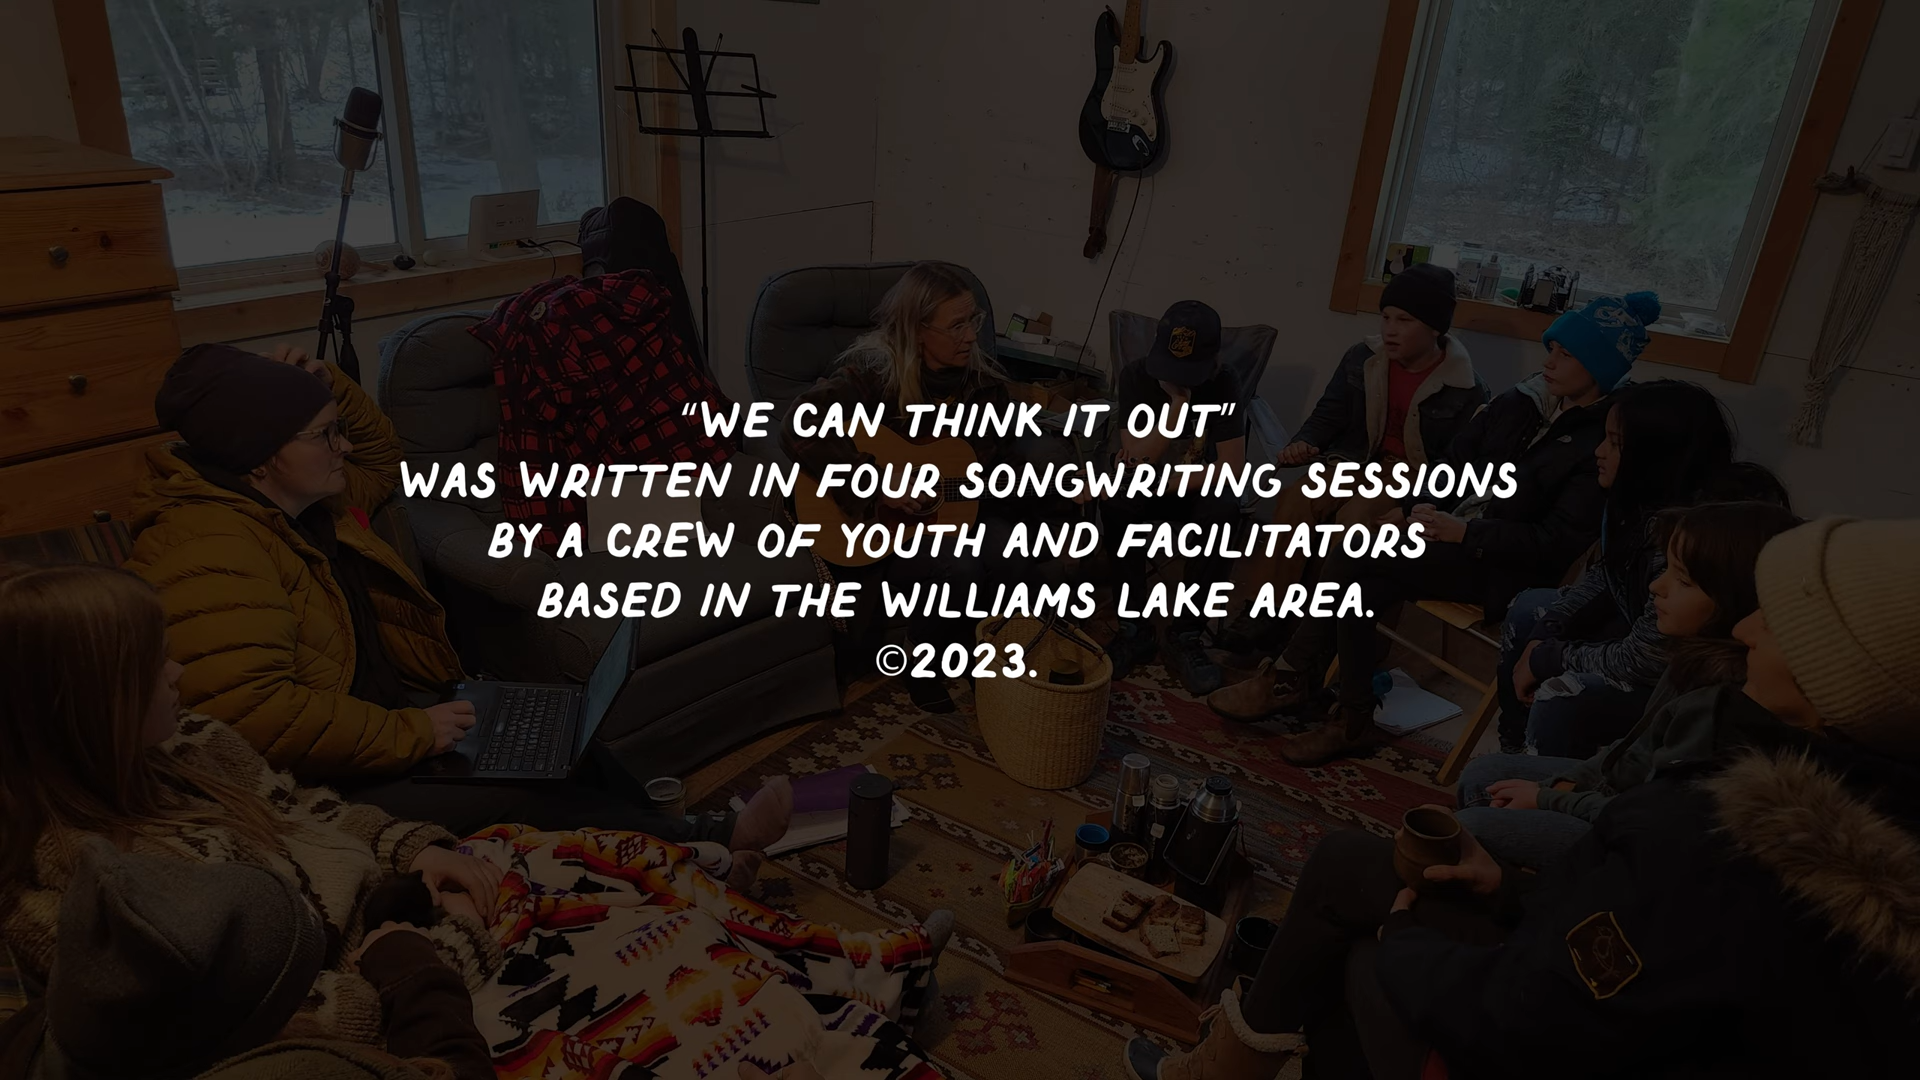 “WE CAN THINK IT OUT”
WAS WRITTEN IN FOUR SONGWRITING SESSIONS
BY A CREW OF YOUTH AND FACILITATORS
BASED IN THE WILLIAMS LAKE AREA.
©2023.